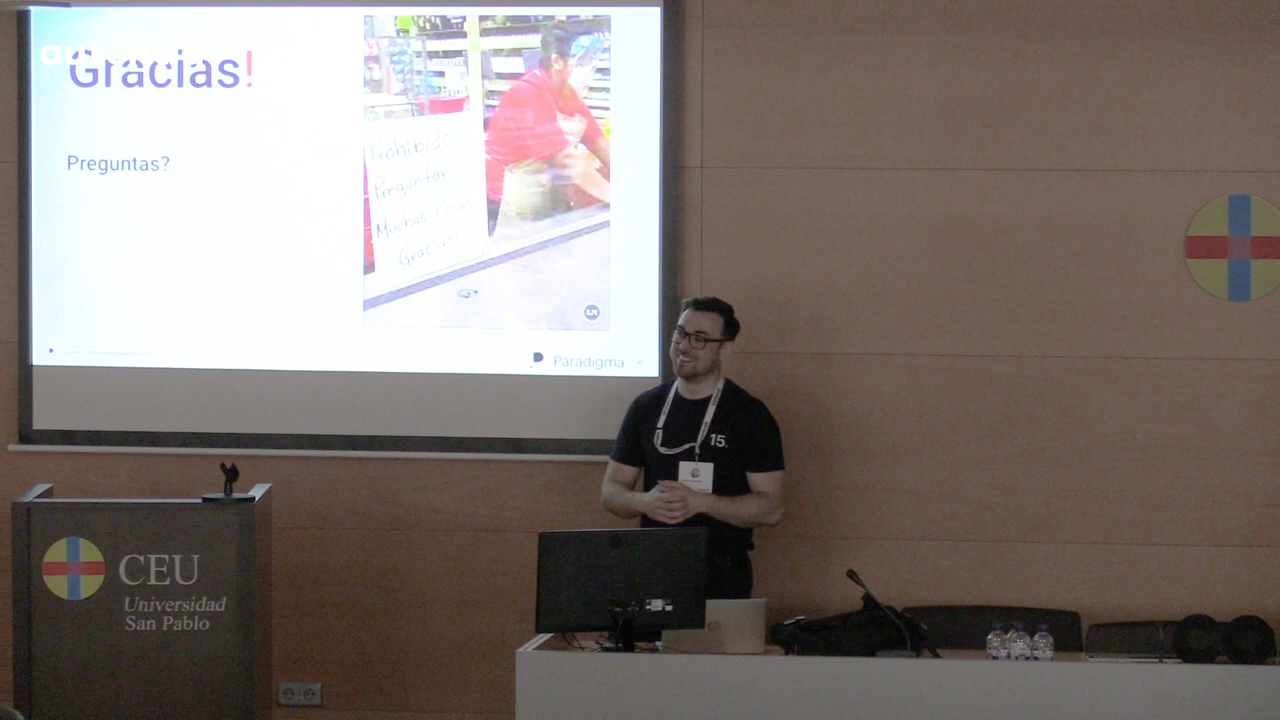 Gracias!
Preguntas?
Prohibido
Preguntar
Muchas cosas
Gracias!
Paradigma
15.
CEU
Universidad
San Pablo